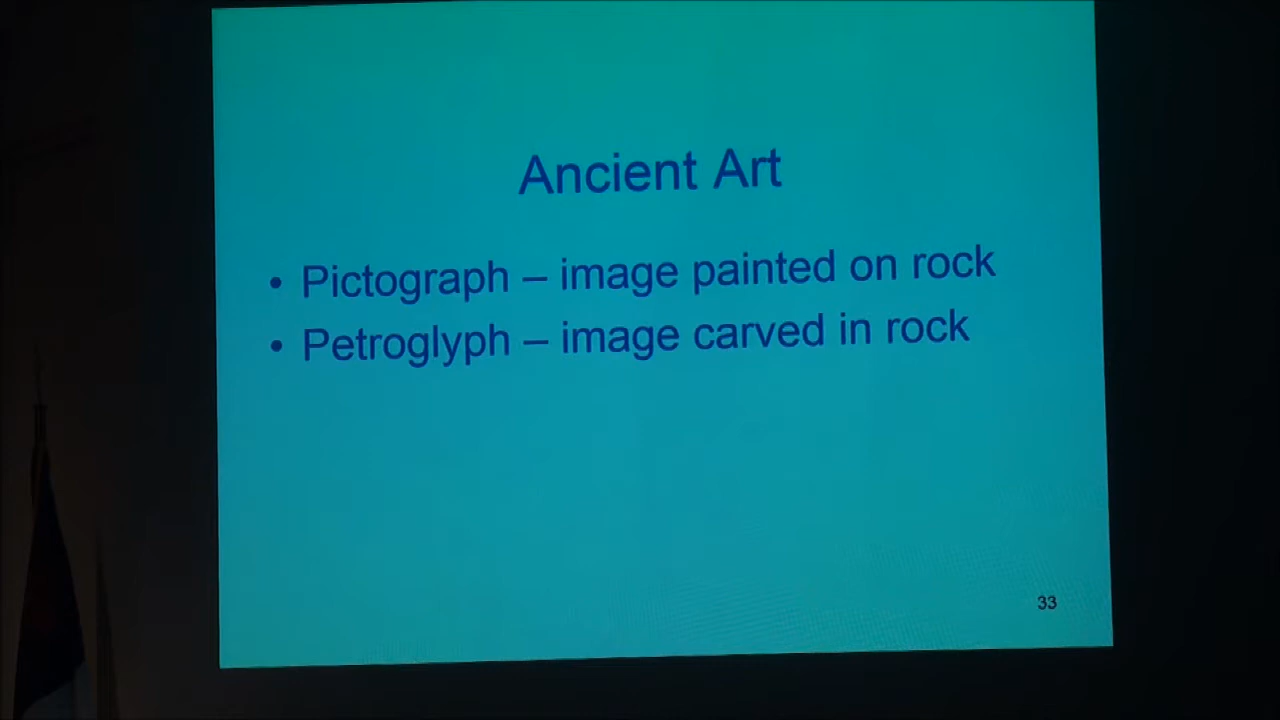 Ancient Art
• Pictograph – image painted on rock
• Petroglyph – image carved in rock
33